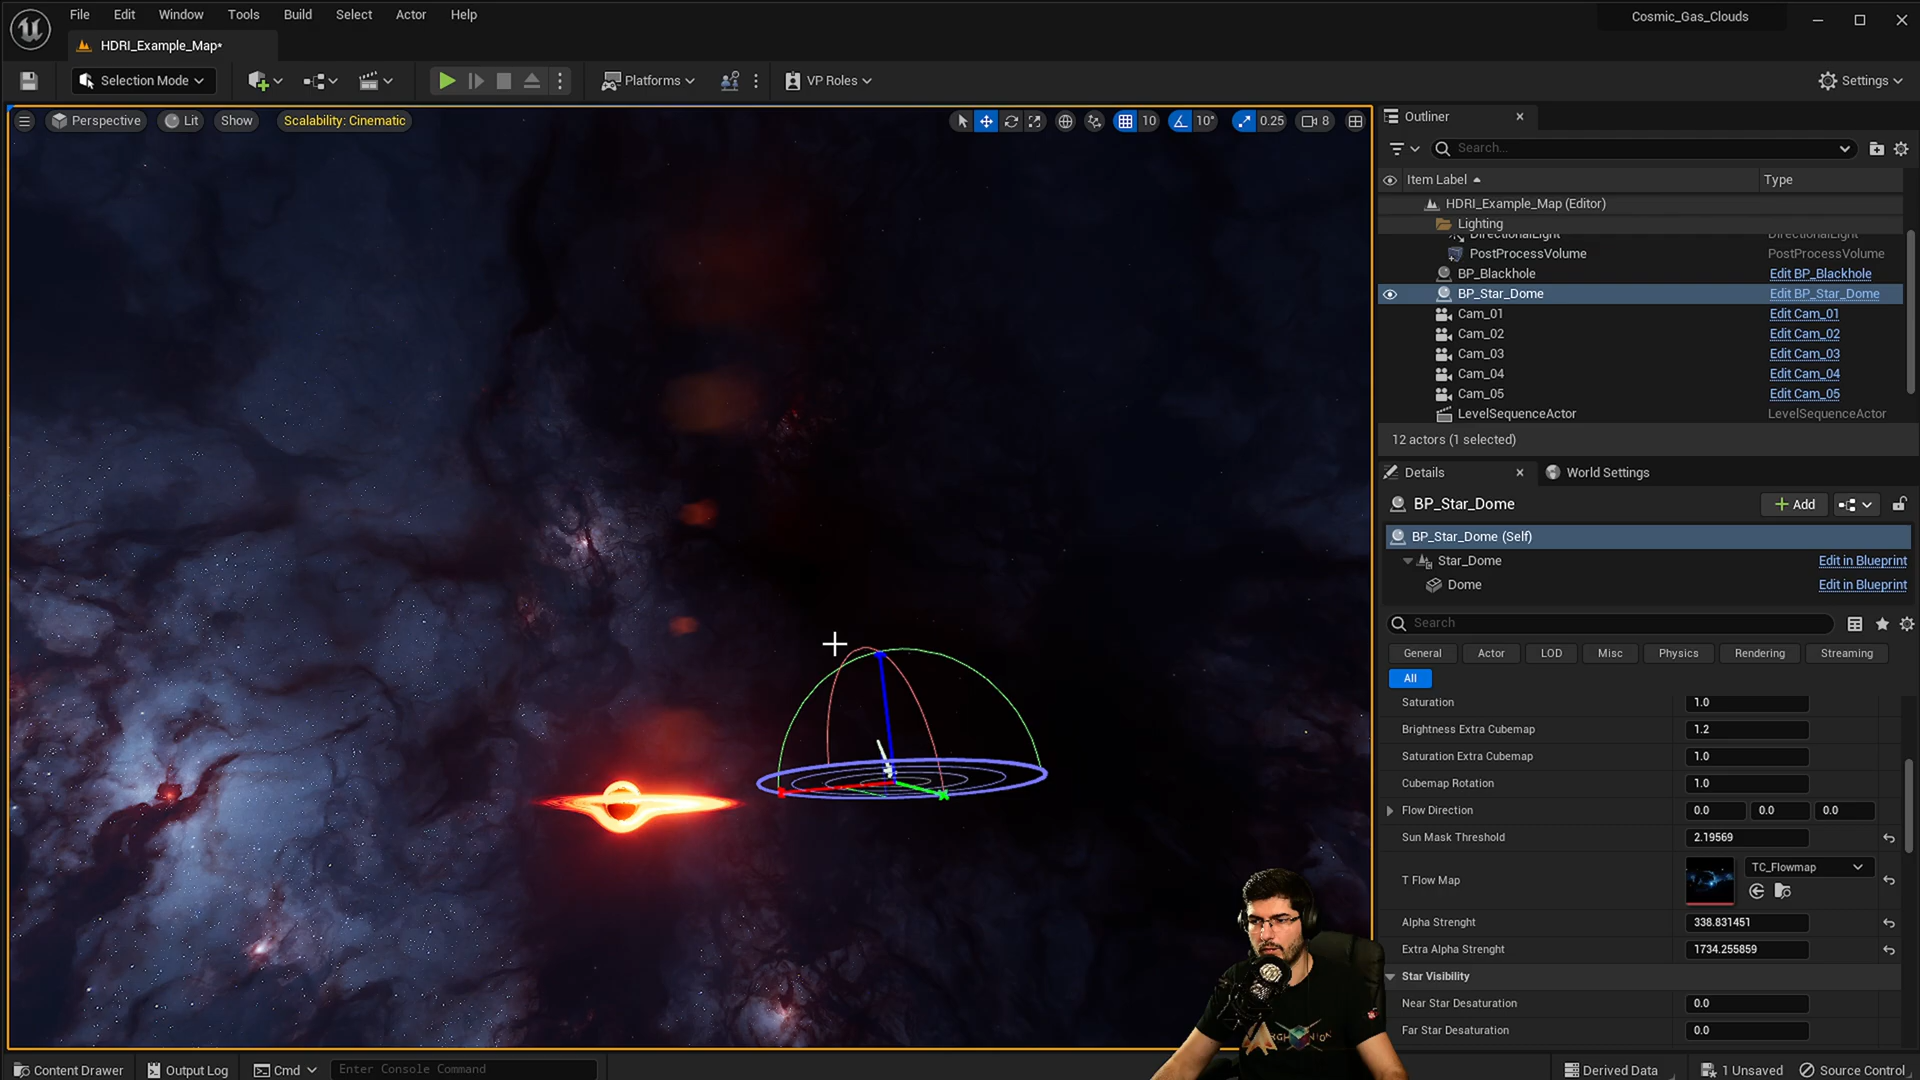 File Edit Window Tools Build Select Actor Help
Cosmic_Gas_Clouds
HDRI_Example_Map*
Selection Mode
Platforms
VP Roles
Settings
Perspective Lit Show Scalability: Cinematic
10 10° 0.25 8
Outliner
Search...
Item Label Type
HDRI_Example_Map (Editor)
Lighting
DirectionalLight DirectionalLight
PostProcessVolume PostProcessVolume
BP_Blackhole Edit BP_Blackhole
BP_Star_Dome Edit BP_Star_Dome
Cam_01 Edit Cam_01
Cam_02 Edit Cam_02
Cam_03 Edit Cam_03
Cam_04 Edit Cam_04
Cam_05 Edit Cam_05
LevelSequenceActor LevelSequenceActor
12 actors (1 selected)
Details World Settings
BP_Star_Dome
Add
BP_Star_Dome (Self)
Star_Dome Edit in Blueprint
Dome Edit in Blueprint
Search
General Actor LOD Misc Physics Rendering Streaming
All
Saturation 1.0
Brightness Extra Cubemap 1.2
Saturation Extra Cubemap 1.0
Cubemap Rotation 1.0
Flow Direction 0.0 0.0 0.0
Sun Mask Threshold 2.19569
T Flow Map TC_Flowmap
Alpha Strenght 338.831451
Extra Alpha Strenght 1734.255859
Star Visibility
Near Star Desaturation 0.0
Far Star Desaturation 0.0
Content Drawer Output Log Cmd Enter Console Command
Derived Data 1 Unsaved Source Control